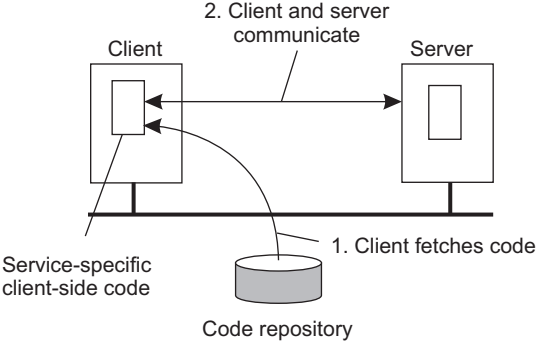 2. Client and server
communicate
Client
Server
1. Client fetches code
Service-specific
client-side code
Code repository